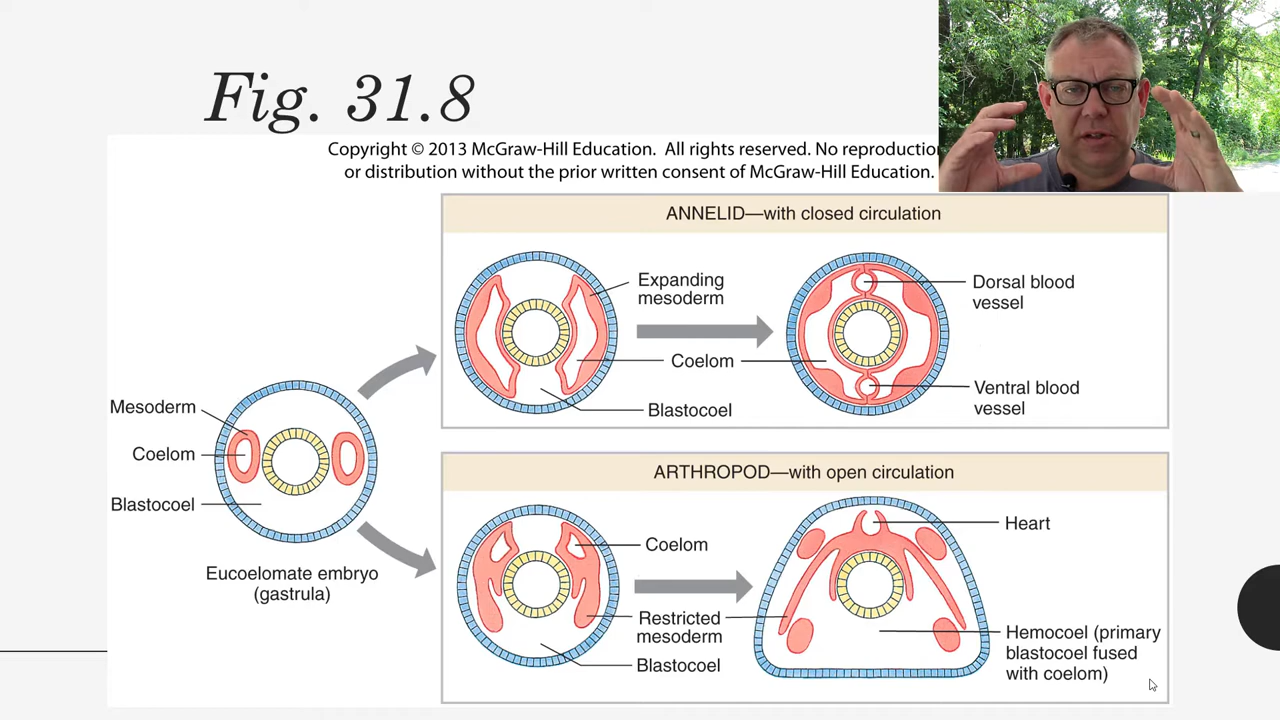 Fig. 31.8
Copyright © 2013 McGraw-Hill Education. All rights reserved. No
or distribution without the prior written consent of McGraw-Hill Education.
ANNELID—with closed circulation
Expanding
mesoderm
Coelom
Blastocoel
Dorsal blood
vessel
Ventral blood
vessel
Mesoderm
Coelom
Blastocoel
Eucoelomate embryo
(gastrula)
ARTHROPOD—with open circulation
Coelom
Restricted
mesoderm
Blastocoel
Heart
Hemocoel (primary
blastocoel fused
with coelom)